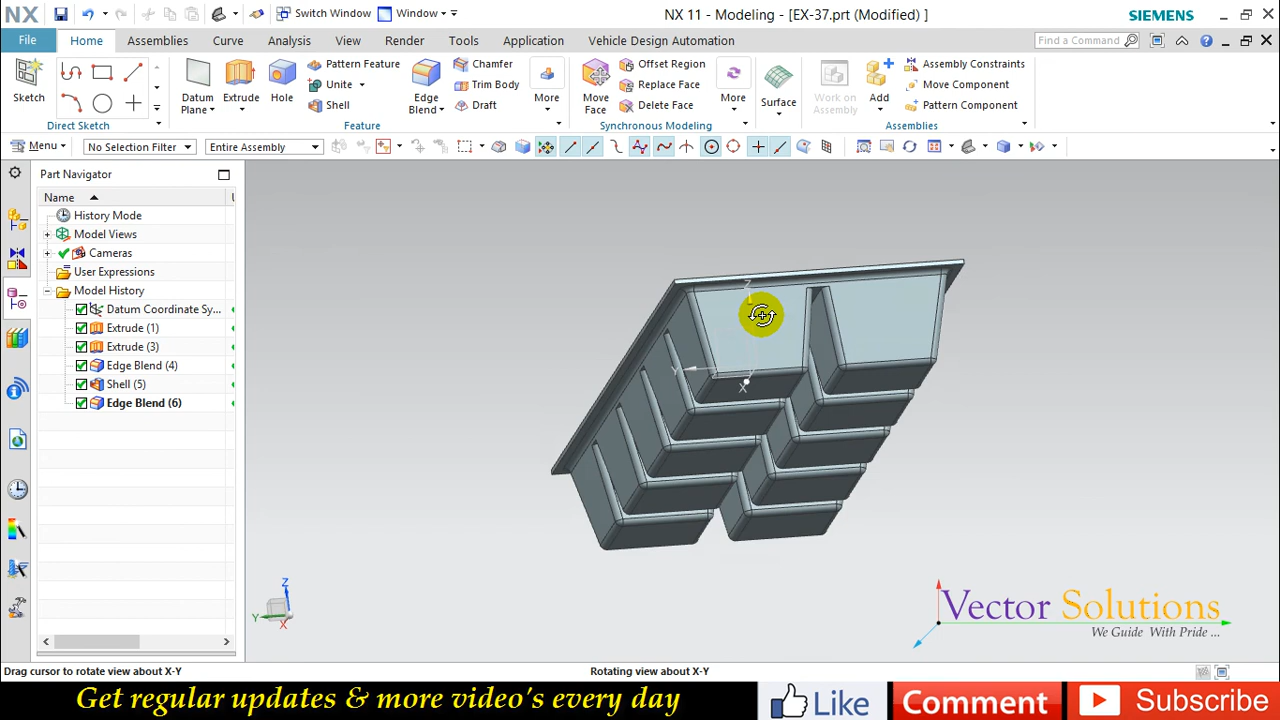 NX
Switch Window
Window
NX 11 - Modeling - [EX-37.prt (Modified) ]
SIEMENS
File
Home
Assemblies
Curve
Analysis
View
Render
Tools
Application
Vehicle Design Automation
Find a Command
Sketch
Direct Sketch
Datum Plane
Extrude
Hole
Pattern Feature
Unite
Shell
Edge Blend
Chamfer
Trim Body
Draft
More
Feature
Move Face
Offset Region
Replace Face
Delete Face
More
Synchronous Modeling
Surface
Work on Assembly
Add
Assembly Constraints
Move Component
Pattern Component
Assemblies
Menu
No Selection Filter
Entire Assembly
Part Navigator
Name
History Mode
Model Views
Cameras
User Expressions
Model History
Datum Coordinate Sy...
Extrude (1)
Extrude (3)
Edge Blend (4)
Shell (5)
Edge Blend (6)
Z
Y
X
Z
Y
X
Vector Solutions
We Guide With Pride ...
Drag cursor to rotate view about X-Y
Rotating view about X-Y
Get regular updates & more video's every day
Like
Comment
Subscribe